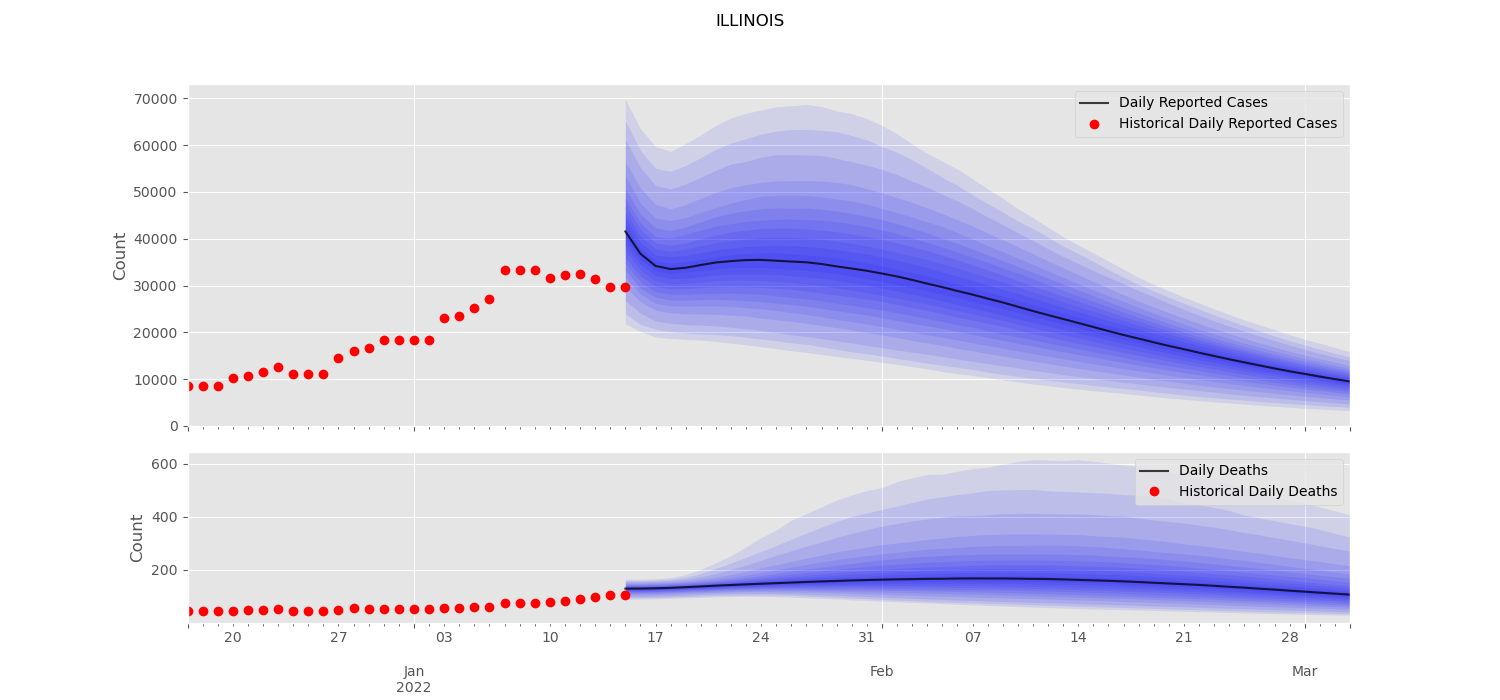 ILLINOIS
70000
60000
50000
40000
30000
20000
10000
0
Count
Daily Reported Cases
Historical Daily Reported Cases
600
400
200
Count
Daily Deaths
Historical Daily Deaths
20 27 03 10 17 24 31 07 14 21 28
Jan Feb Mar
2022